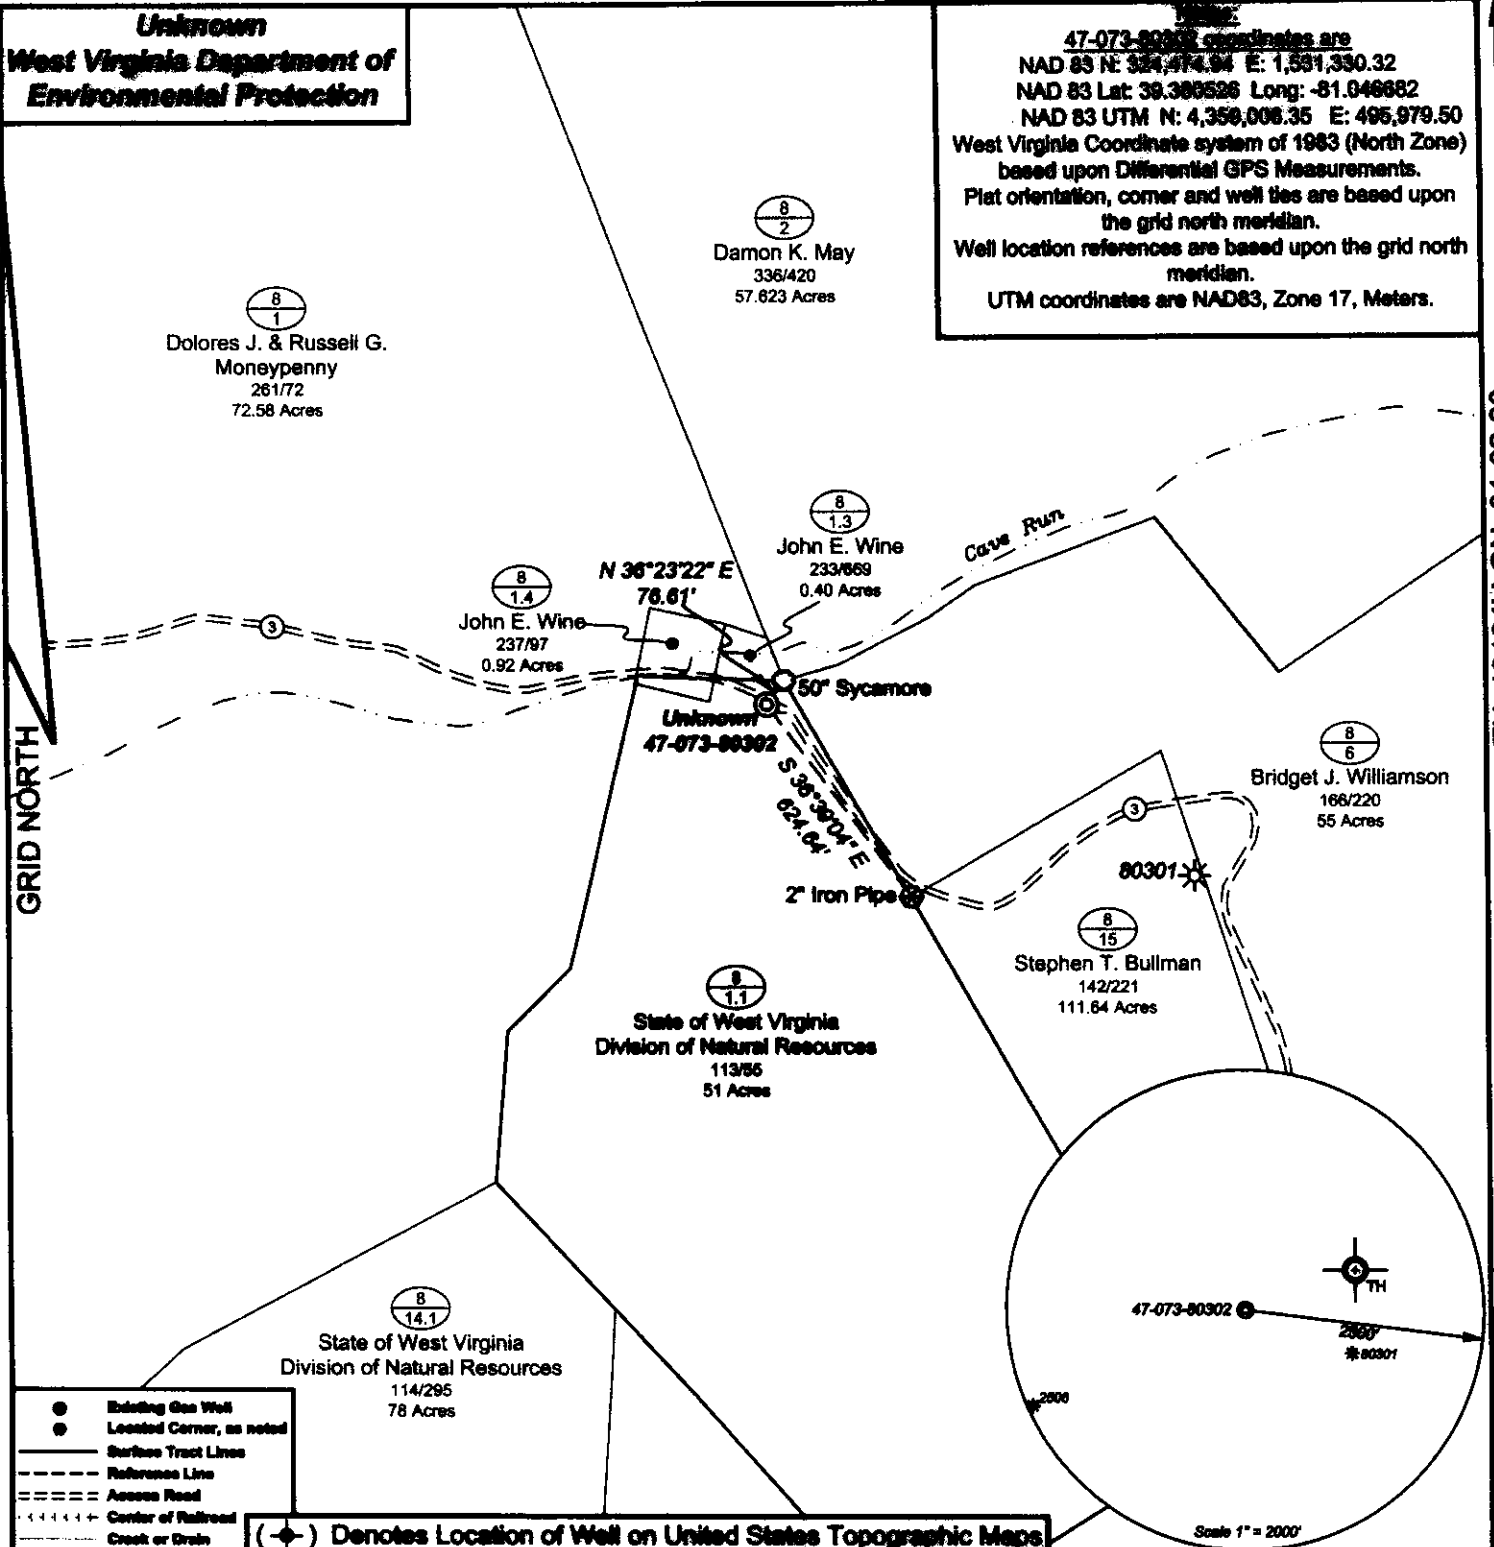 Unknown
West Virginia Department of
Environmental Protection
47-073-80302 coordinates are
NAD 83 N: 324,474.94 E: 1,531,330.32
NAD 83 Lat: 39.380526 Long: -81.046682
NAD 83 UTM N: 4,359,006.35 E: 495,979.50
West Virginia Coordinate system of 1983 (North Zone)
based upon Differential GPS Measurements.
Plat orientation, corner and well ties are based upon
the grid north meridian.
Well location references are based upon the grid north
meridian.
UTM coordinates are NAD83, Zone 17, Meters.
8
2
Damon K. May
336/420
57.623 Acres
8
1
Dolores J. & Russell G.
Moneypenny
261/72
72.58 Acres
8
1.3
John E. Wine
233/669
0.40 Acres
Cave Run
N 36°23'22" E
76.61'
8
1.4
John E. Wine
237/97
0.92 Acres
3
50" Sycamore
Unknown
47-073-80302
S 36°39'04" E
624.64'
GRID NORTH
8
6
Bridget J. Williamson
166/220
55 Acres
3
80301
2" Iron Pipe
8
15
Stephen T. Bullman
142/221
111.64 Acres
8
1.1
State of West Virginia
Division of Natural Resources
113/55
51 Acres
8
14.1
State of West Virginia
Division of Natural Resources
114/295
78 Acres
TH
47-073-80302
80301
2606
Scale 1" = 2000'
Existing Gas Well
Located Corner, as noted
Surface Tract Lines
Reference Line
Access Road
Center of Railroad
Creek or Drain
( ) Denotes Location of Well on United States Topographic Maps